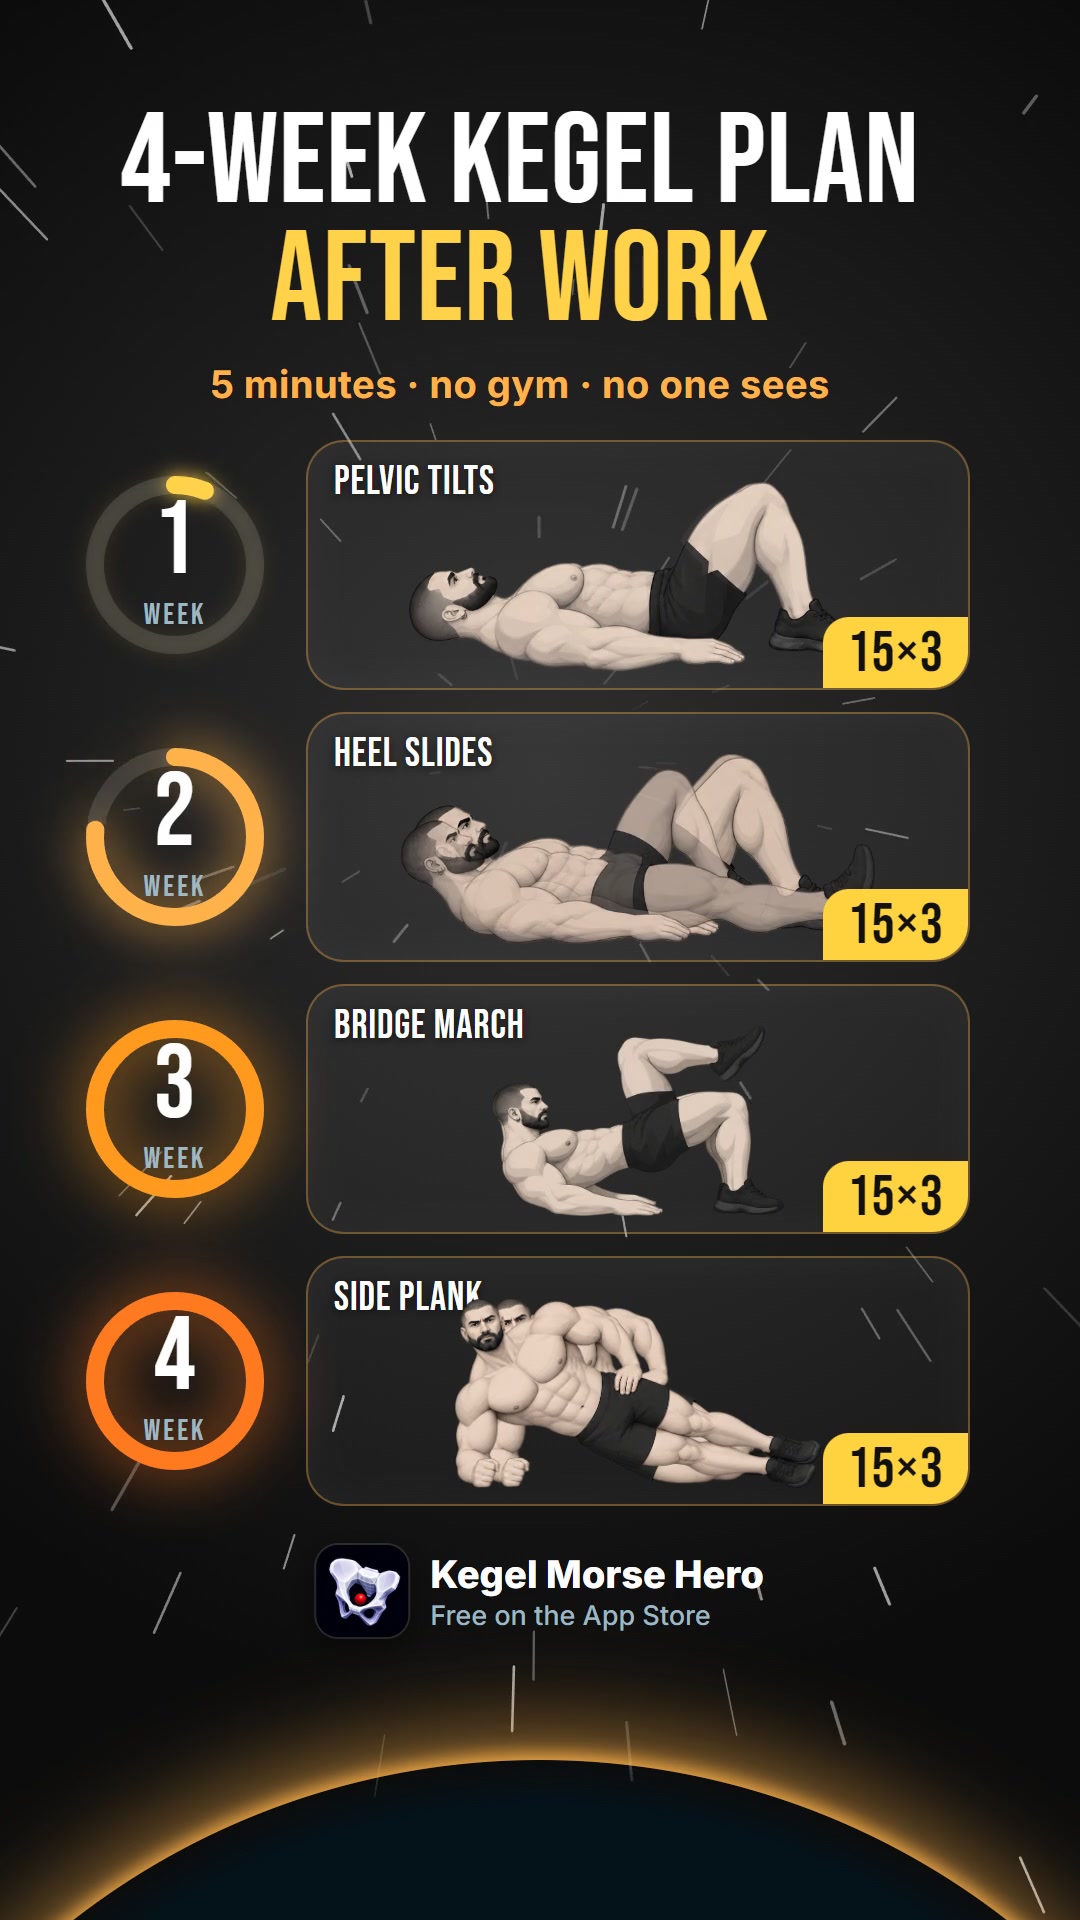 4-WEEK KEGEL PLAN
AFTER WORK
5 minutes · no gym · no one sees
1
WEEK
PELVIC TILTS
15×3
2
WEEK
HEEL SLIDES
15×3
3
WEEK
BRIDGE MARCH
15×3
4
WEEK
SIDE PLANK
15×3
Kegel Morse Hero
Free on the App Store